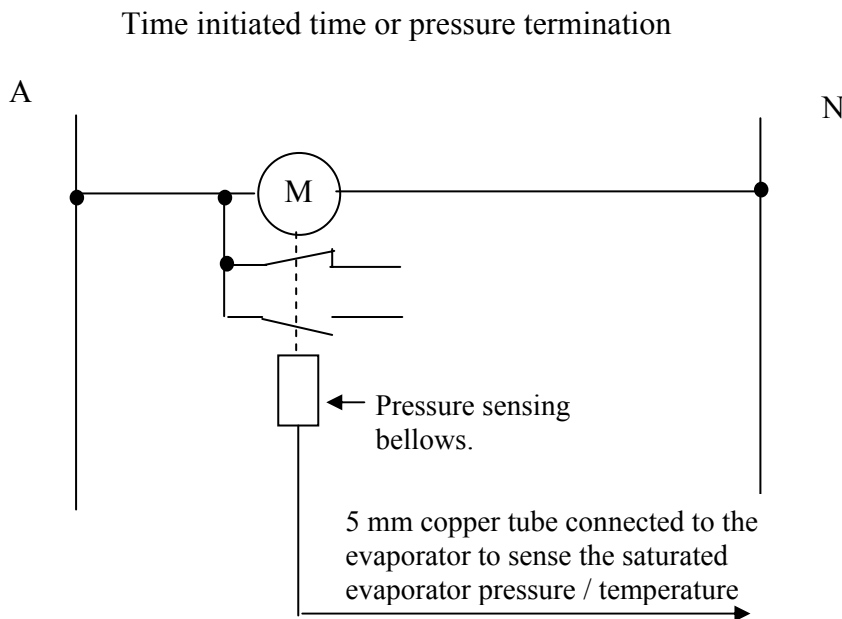 Time initiated time or pressure termination
A
N
M
Pressure sensing
bellows.
5 mm copper tube connected to the
evaporator to sense the saturated
evaporator pressure / temperature